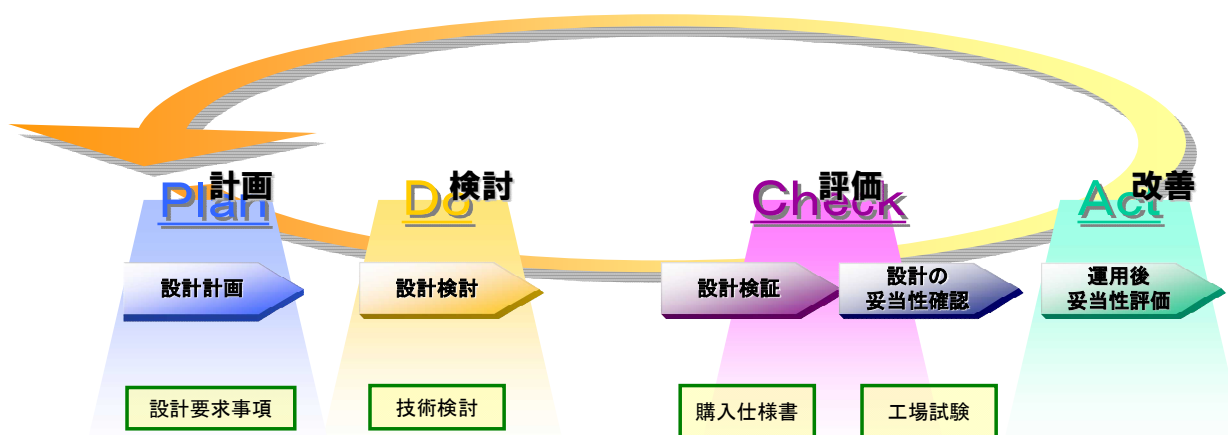 Plan 計画
Do 検討
Check 評価
Act 改善
設計計画
設計検討
設計検証
設計の
妥当性確認
運用後
妥当性評価
設計要求事項
技術検討
購入仕様書
工場試験